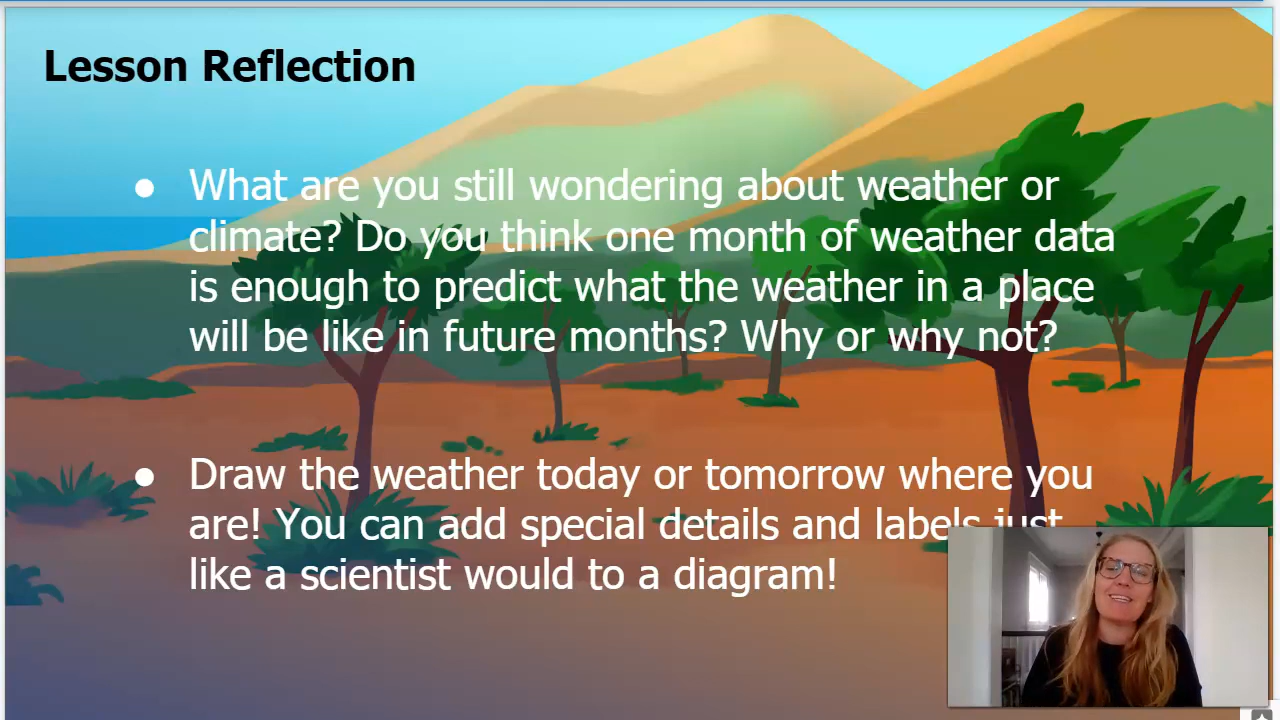 Lesson Reflection
● What are you still wondering about weather or
climate? Do you think one month of weather data
is enough to predict what the weather in a place
will be like in future months? Why or why not?
● Draw the weather today or tomorrow where you
are! You can add special details and labels just
like a scientist would to a diagram!